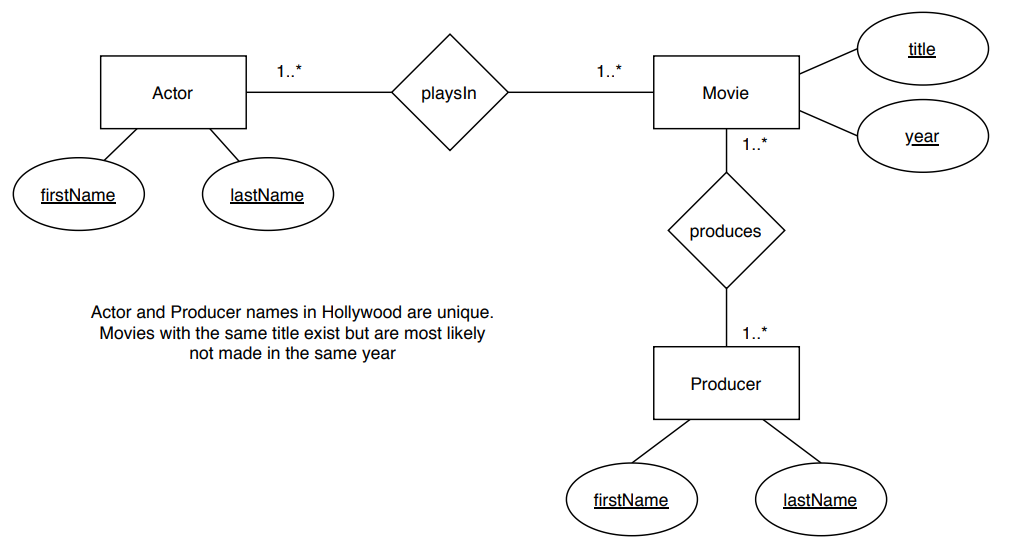 Actor
1..*
playsIn
1..*
Movie
title
year
firstName
lastName
1..*
produces
1..*
Producer
firstName
lastName
Actor and Producer names in Hollywood are unique.
Movies with the same title exist but are most likely
not made in the same year